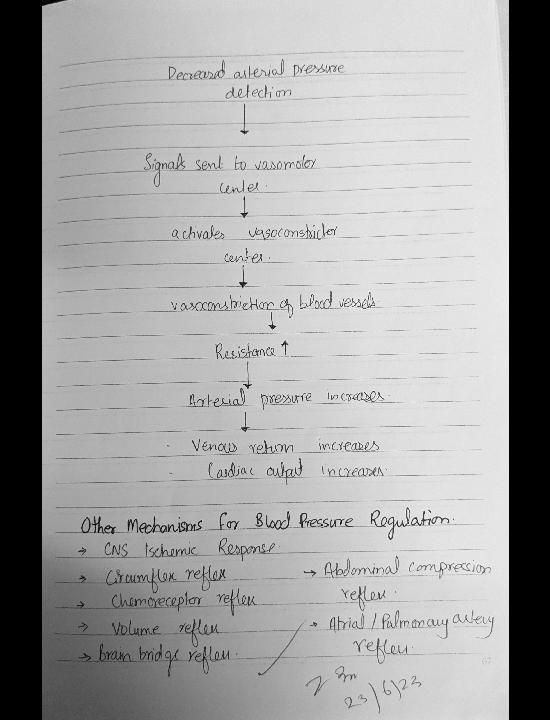 Decreased arterial pressure
detection
↓
Signals sent to vasomotor
center.
↓
activates vasoconstrictor
center.
↓
vasoconstriction of blood vessels
↓
Resistance ↑
↓
Arterial pressure increases.
↓
- Venous return increases
- Cardiac output increases.
Other Mechanisms for Blood Pressure Regulation.
→ CNS Ischemic Response.
→ Circumflex reflex
→ Chemoreceptor reflex
→ Volume reflex
→ brain bridge reflex.
→ Abdominal compression
reflex.
→ Atrial / Pulmonary artery
reflex.
23/6/23